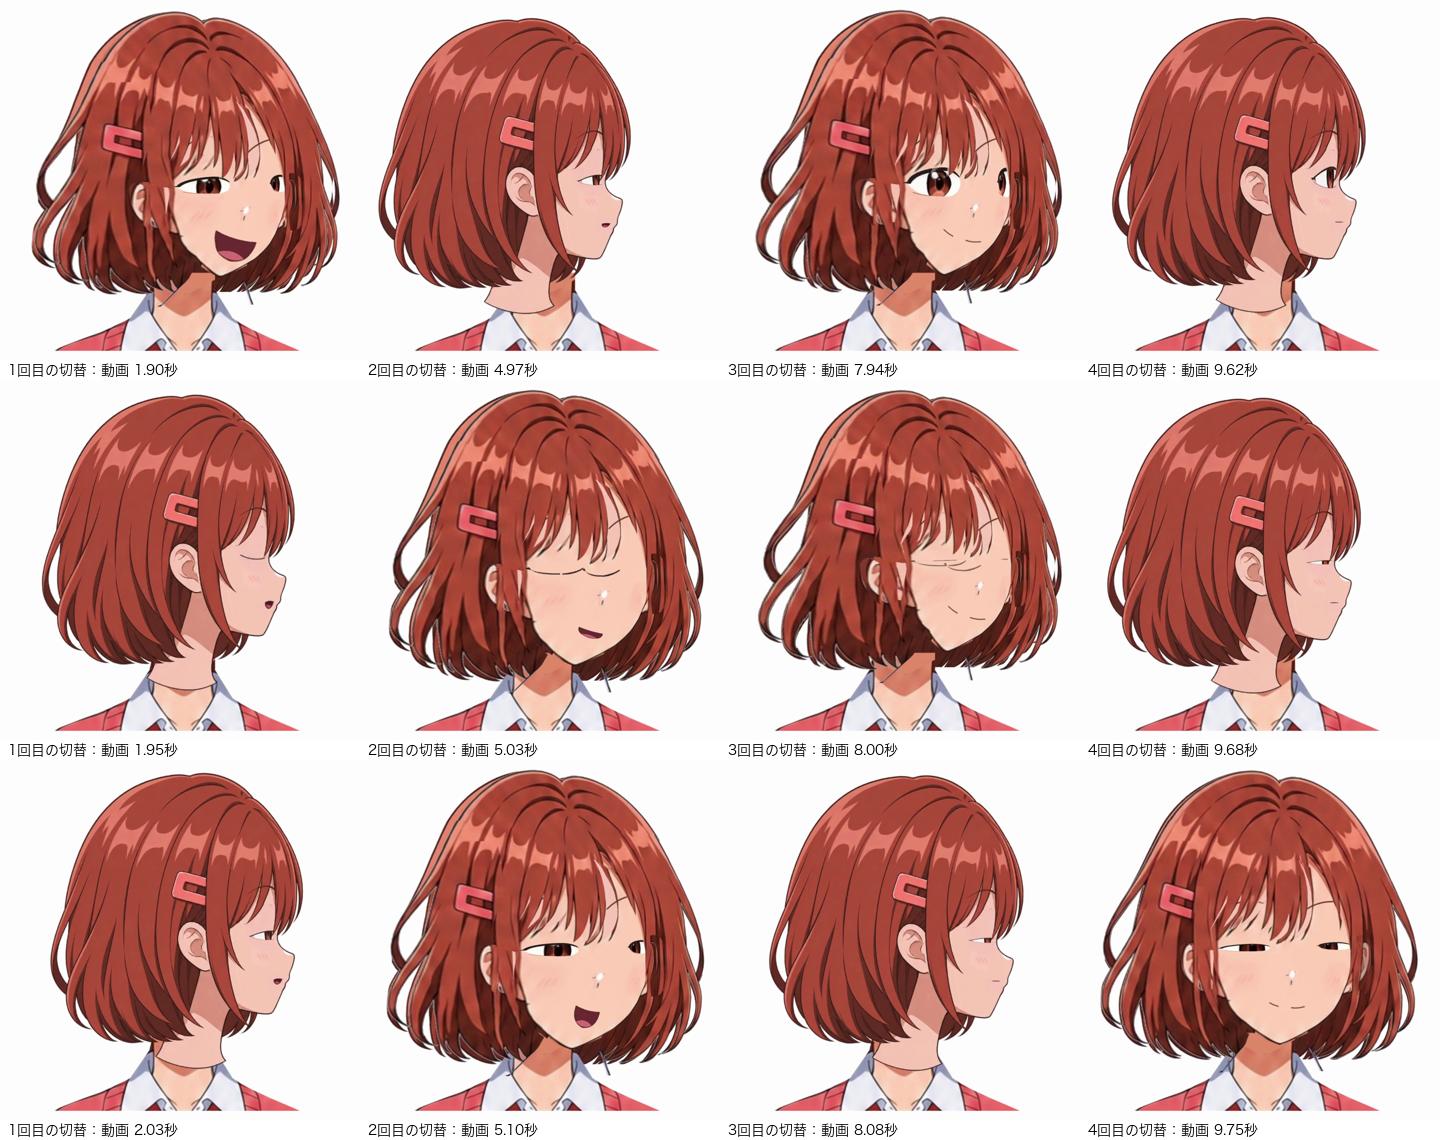 1回目の切替：動画 1.90秒
2回目の切替：動画 4.97秒
3回目の切替：動画 7.94秒
4回目の切替：動画 9.62秒
1回目の切替：動画 1.95秒
2回目の切替：動画 5.03秒
3回目の切替：動画 8.00秒
4回目の切替：動画 9.68秒
1回目の切替：動画 2.03秒
2回目の切替：動画 5.10秒
3回目の切替：動画 8.08秒
4回目の切替：動画 9.75秒